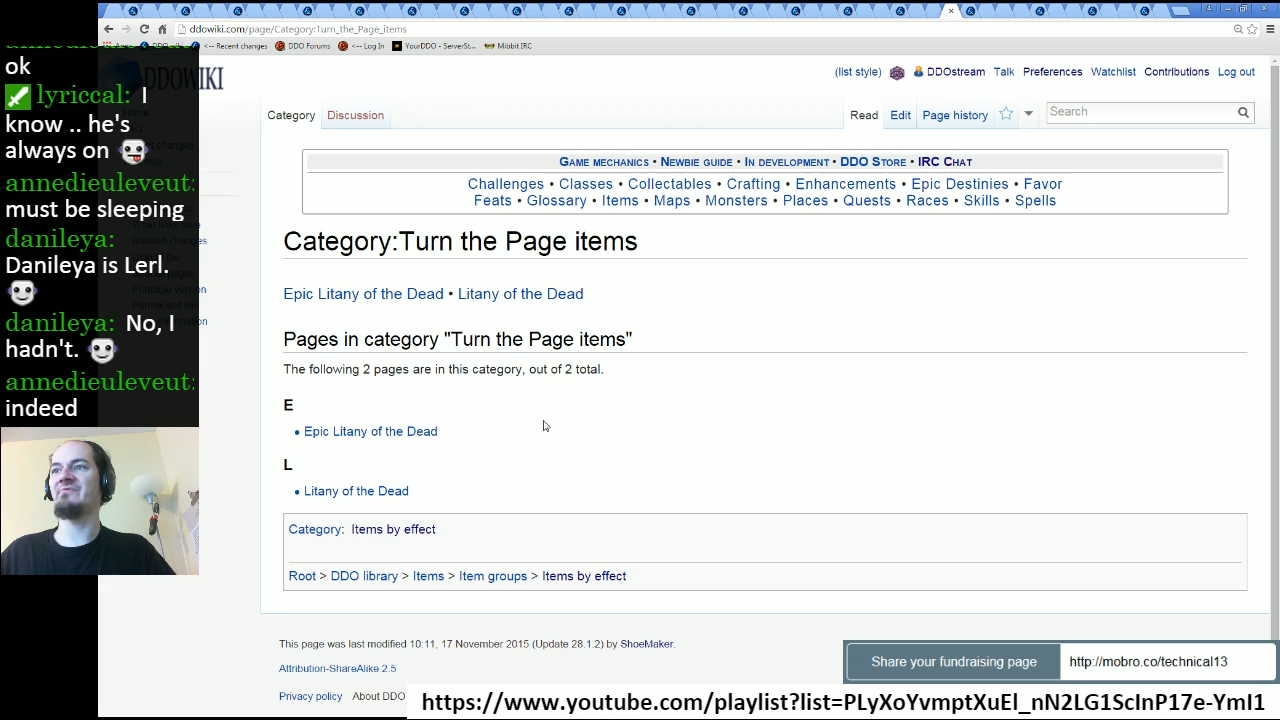 ddowiki.com/page/Category:Turn_the_Page_items
<-- Recent changes
DDO Forums
<-- Log In
YourDDO - ServerSt...
Mibbit IRC
ok
lyriccal: I
know .. he's
always on
annedieuleveut:
must be sleeping
danileya:
Danileya is Lerl.
danileya: No, I
hadn't.
annedieuleveut:
indeed
DDOWIKI
(list style)
DDOstream
Talk
Preferences
Watchlist
Contributions
Log out
Category
Discussion
Read
Edit
Page history
Search
Game mechanics • Newbie guide • In development • DDO Store • IRC Chat
Challenges • Classes • Collectables • Crafting • Enhancements • Epic Destinies • Favor
Feats • Glossary • Items • Maps • Monsters • Places • Quests • Races • Skills • Spells
Category:Turn the Page items
Epic Litany of the Dead • Litany of the Dead
Pages in category "Turn the Page items"
The following 2 pages are in this category, out of 2 total.
E
• Epic Litany of the Dead
L
• Litany of the Dead
Category: Items by effect
Root > DDO library > Items > Item groups > Items by effect
This page was last modified 10:11, 17 November 2015 (Update 28.1.2) by ShoeMaker.
Attribution-ShareAlike 2.5
Privacy policy
About DDO
Share your fundraising page
http://mobro.co/technical13
https://www.youtube.com/playlist?list=PLyXoYvmptXuEl_nN2LG1ScInP17e-YmI1